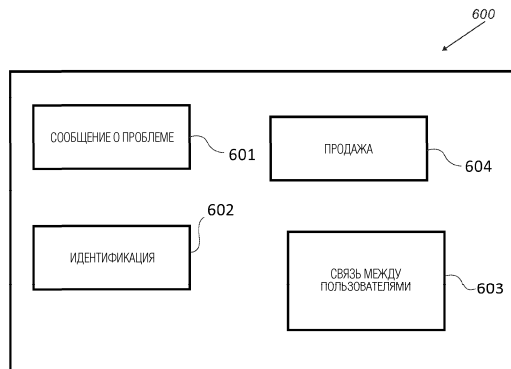 600
СООБЩЕНИЕ О ПРОБЛЕМЕ
601
ПРОДАЖА
604
602
ИДЕНТИФИКАЦИЯ
СВЯЗЬ МЕЖДУ
ПОЛЬЗОВАТЕЛЯМИ
603